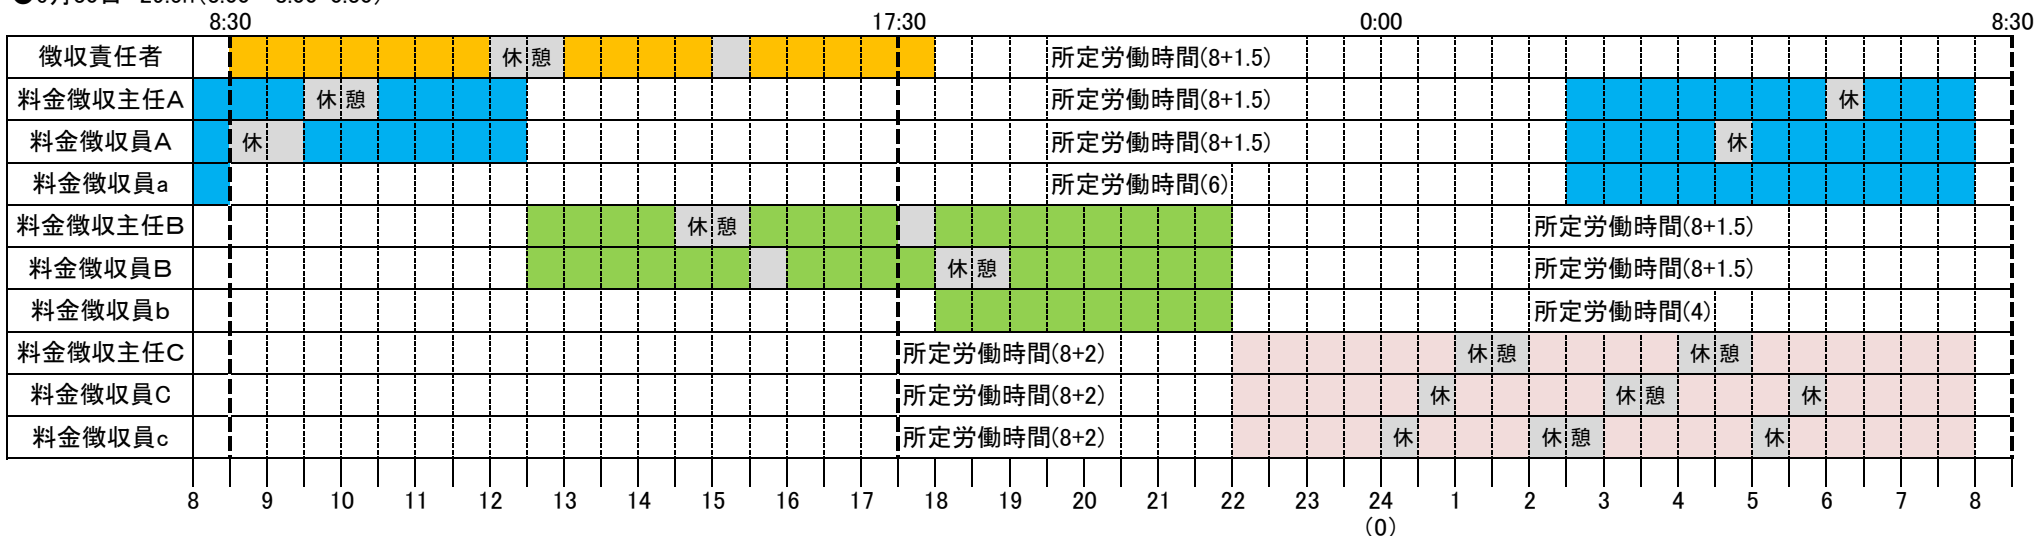 8:30 17:30 0:00 8:30
徴収責任者 休憩 所定労働時間(8+1.5)
料金徴収主任A 休憩 所定労働時間(8+1.5) 休
料金徴収員A 休 所定労働時間(8+1.5) 休
料金徴収員a 所定労働時間(6)
料金徴収主任B 休憩 所定労働時間(8+1.5)
料金徴収員B 休憩 所定労働時間(8+1.5)
料金徴収員b 所定労働時間(4)
料金徴収主任C 所定労働時間(8+2) 休憩 休憩
料金徴収員C 所定労働時間(8+2) 休 休憩 休
料金徴収員c 所定労働時間(8+2) 休 休憩 休
8 9 10 11 12 13 14 15 16 17 18 19 20 21 22 23 24 1 2 3 4 5 6 7 8
(0)